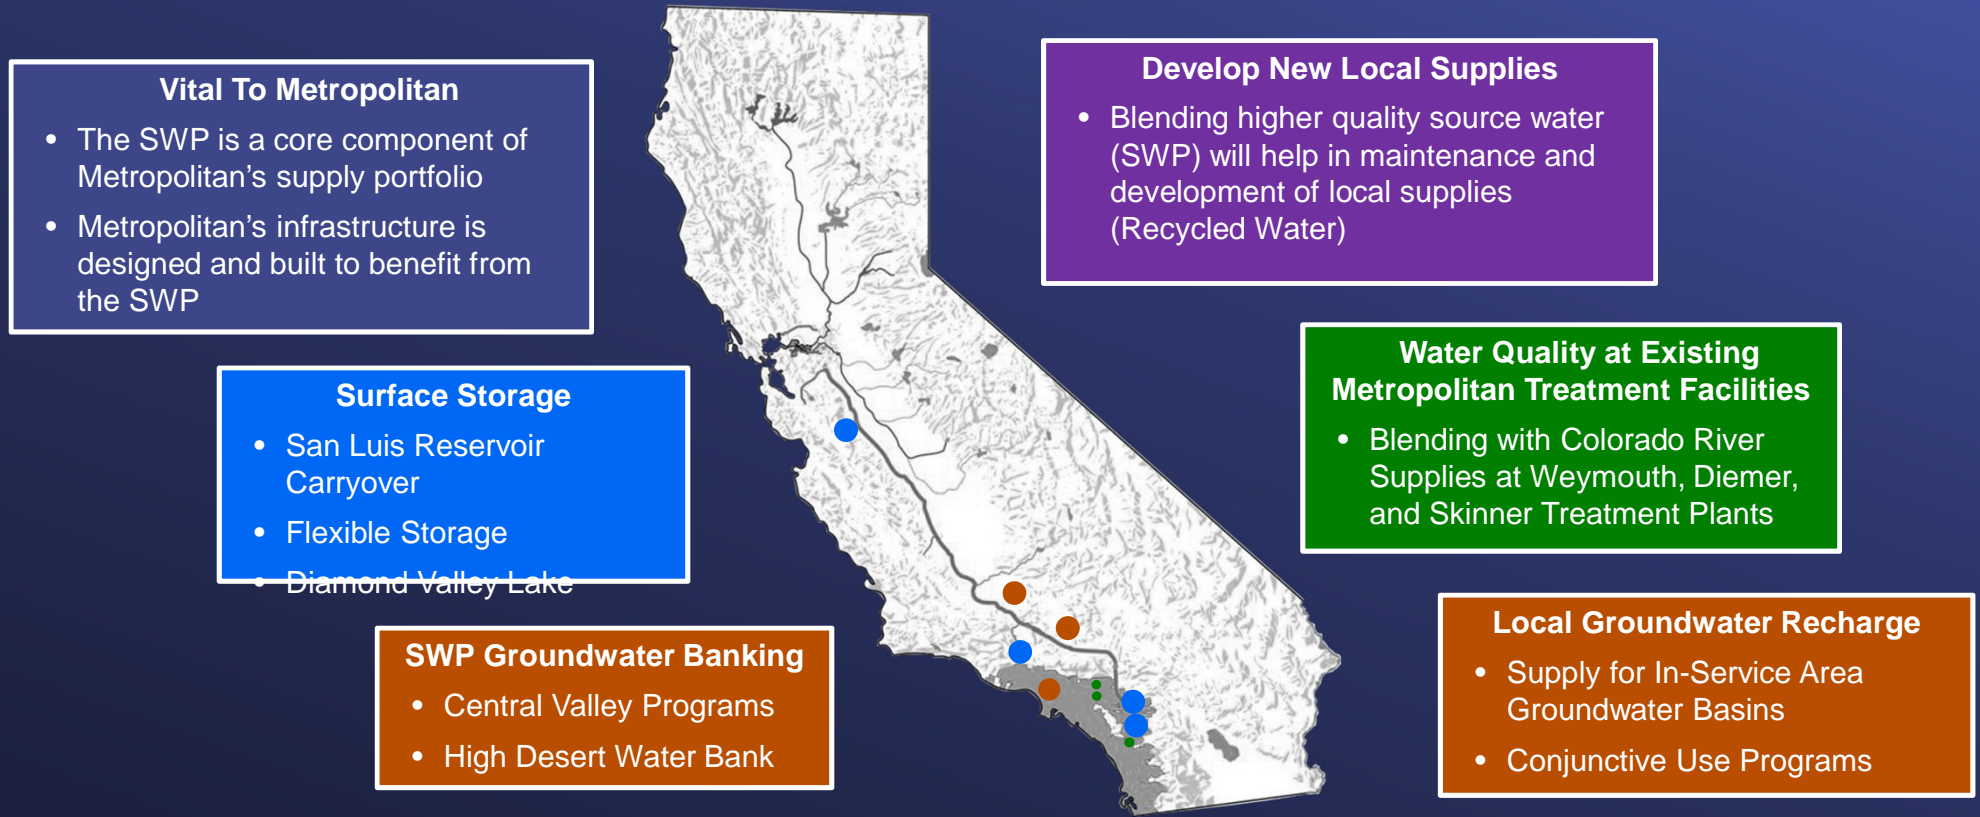 Vital To Metropolitan
• The SWP is a core component of
Metropolitan’s supply portfolio
• Metropolitan’s infrastructure is
designed and built to benefit from
the SWP
Surface Storage
• San Luis Reservoir
Carryover
• Flexible Storage
• Diamond Valley Lake
SWP Groundwater Banking
• Central Valley Programs
• High Desert Water Bank
Develop New Local Supplies
• Blending higher quality source water
(SWP) will help in maintenance and
development of local supplies
(Recycled Water)
Water Quality at Existing
Metropolitan Treatment Facilities
• Blending with Colorado River
Supplies at Weymouth, Diemer,
and Skinner Treatment Plants
Local Groundwater Recharge
• Supply for In-Service Area
Groundwater Basins
• Conjunctive Use Programs